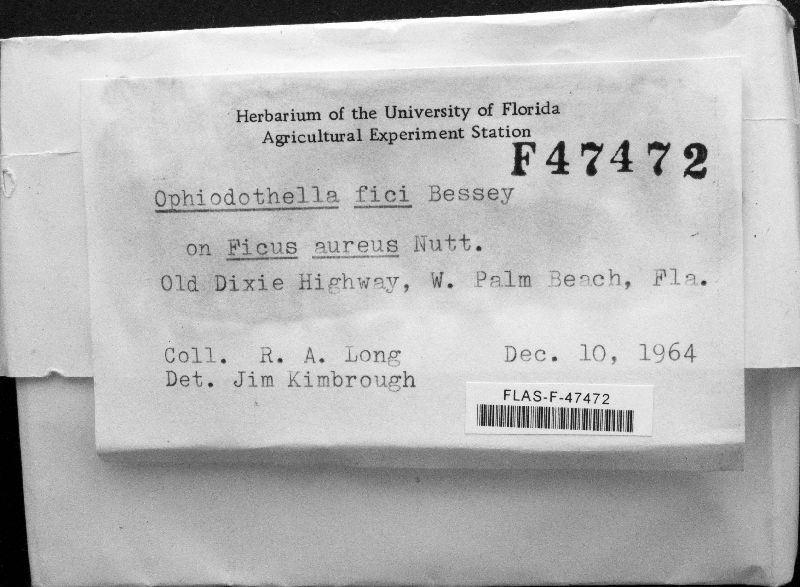 Herbarium of the University of Florida
Agricultural Experiment Station
F47472
Ophiodothella fici Bessey
on Ficus aureus Nutt.
Old Dixie Highway, W. Palm Beach, Fla.
Coll. R. A. Long Dec. 10, 1964
Det. Jim Kimbrough
FLAS-F-47472